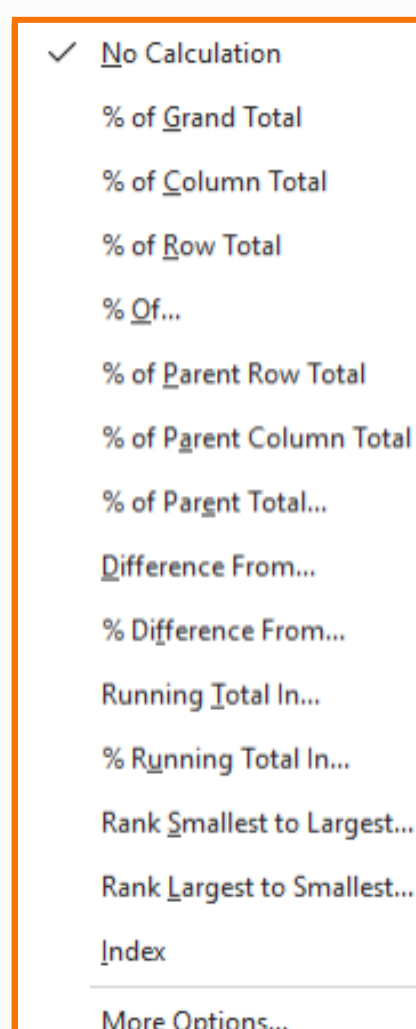 No Calculation
% of Grand Total
% of Column Total
% of Row Total
% Of...
% of Parent Row Total
% of Parent Column Total
% of Parent Total...
Difference From...
% Difference From...
Running Total In...
% Running Total In...
Rank Smallest to Largest...
Rank Largest to Smallest...
Index
More Options...